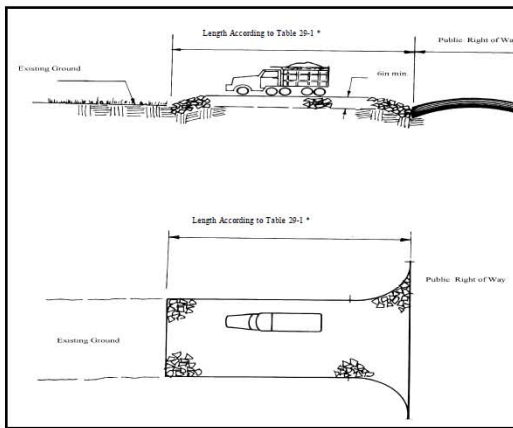 Length According to Table 29-1 *
Public Right of Wa
Existing Ground
6in min.
Length According to Table 29-1 *
Public Right of Way
Existing Ground